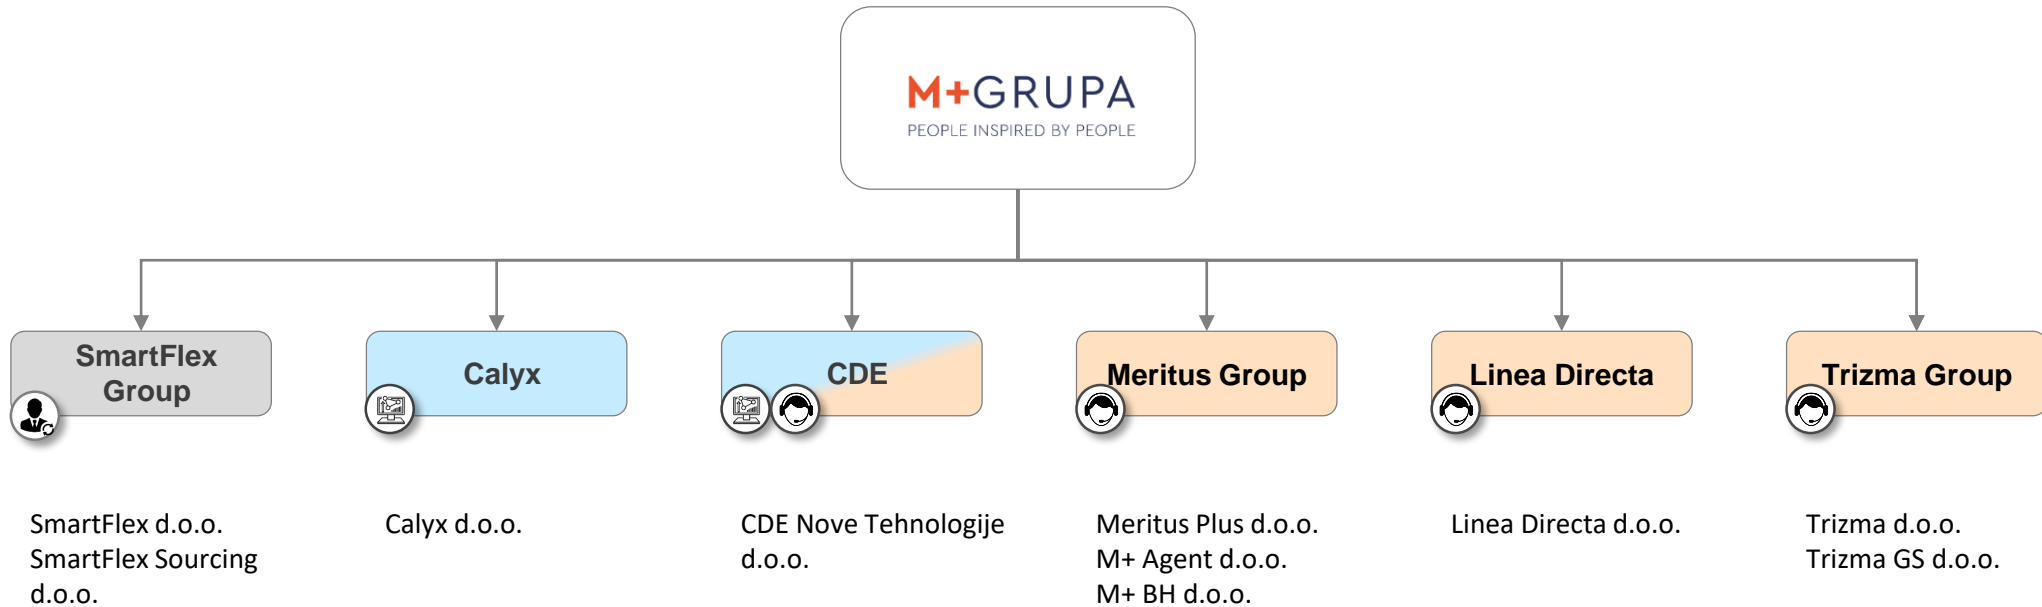 M+GRUPA
PEOPLE INSPIRED BY PEOPLE
SmartFlex
Group
Calyx
CDE
Meritus Group
Linea Directa
Trizma Group
SmartFlex d.o.o.
SmartFlex Sourcing
d.o.o.
Calyx d.o.o.
CDE Nove Tehnologije
d.o.o.
Meritus Plus d.o.o.
M+ Agent d.o.o.
M+ BH d.o.o.
Linea Directa d.o.o.
Trizma d.o.o.
Trizma GS d.o.o.